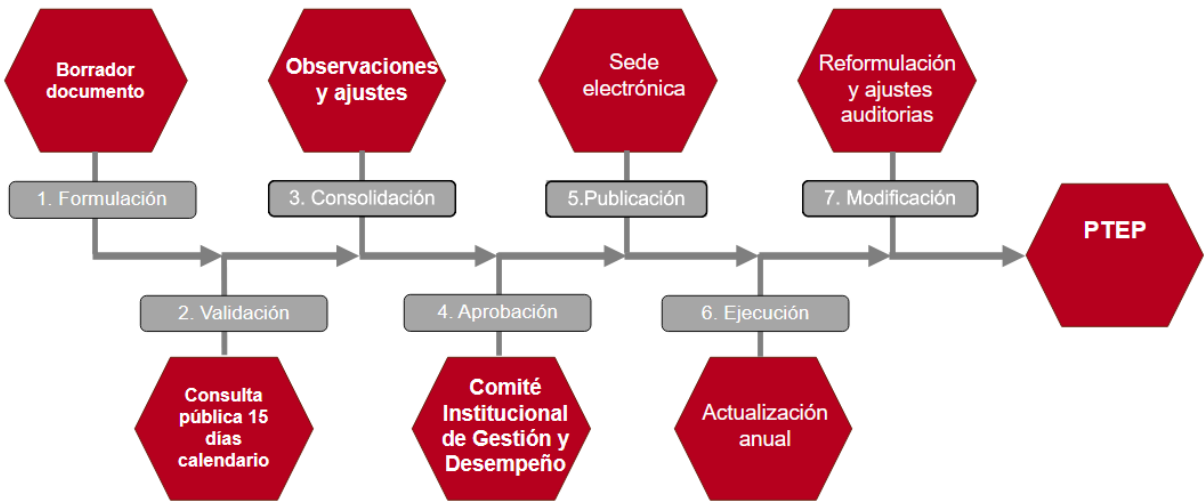 Borrador
documento
Observaciones
y ajustes
Sede
electrónica
Reformulación
y ajustes
auditorias
1. Formulación
3. Consolidación
5.Publicación
7. Modificación
PTEP
2. Validación
4. Aprobación
6. Ejecución
Consulta
pública 15
días
calendario
Comité
Institucional
de Gestión y
Desempeño
Actualización
anual